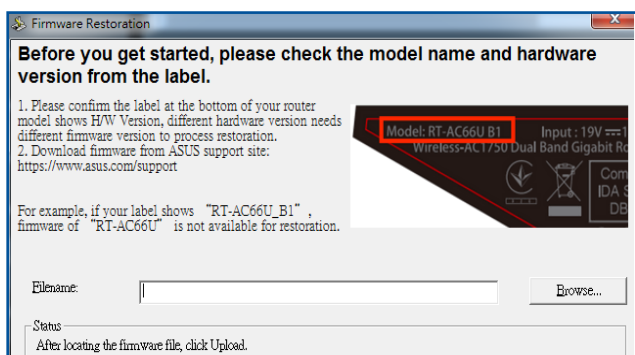 Firmware Restoration
Before you get started, please check the model name and hardware
version from the label.
1. Please confirm the label at the bottom of your router
model shows H/W Version, different hardware version needs
different firmware version to process restoration.
2. Download firmware from ASUS support site:
https://www.asus.com/support
For example, if your label shows "RT-AC66U_B1",
firmware of "RT-AC66U" is not available for restoration.
Model: RT-AC66U B1 Input : 19V
Wireless-AC1750 Dual Band Gigabit
Com
IDA
DB
Filename:
Browse...
Status
After locating the firmware file, click Upload.